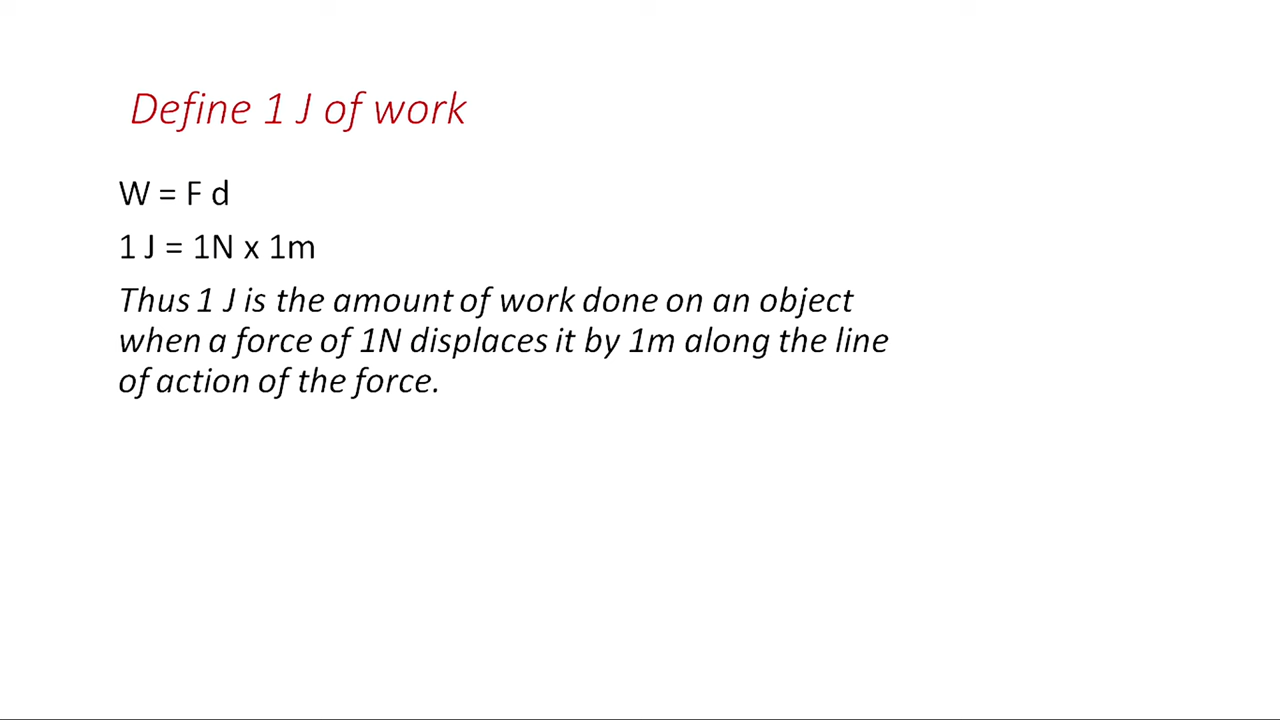 Define 1 J of work
W = F d
1 J = 1N x 1m
Thus 1 J is the amount of work done on an object
when a force of 1N displaces it by 1m along the line
of action of the force.